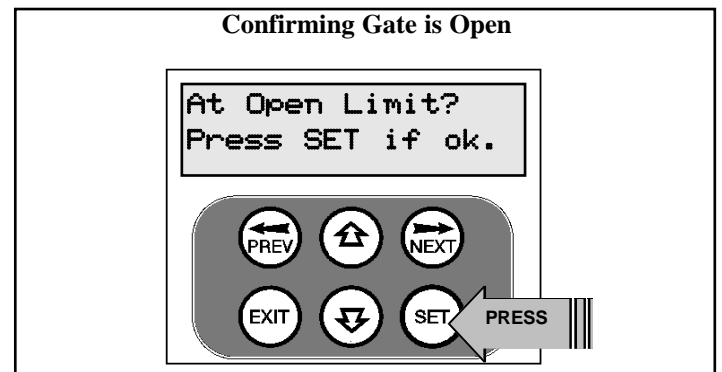 Confirming Gate is Open
At Open Limit?
Press SET if ok.
PREV
NEXT
EXIT
SET
PRESS